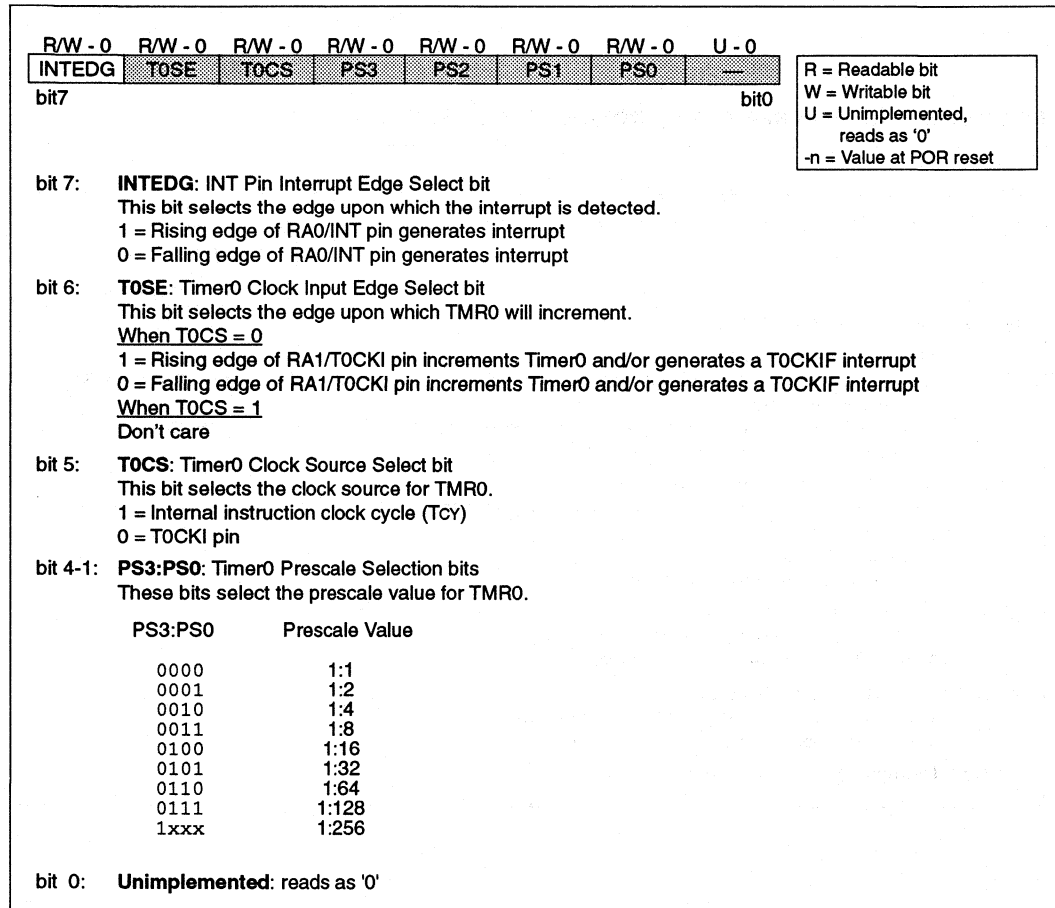 R/W - 0 R/W - 0 R/W - 0 R/W - 0 R/W - 0 R/W - 0 R/W - 0 U - 0
INTEDG T0SE T0CS PS3 PS2 PS1 PS0 —
bit7 bit0
R = Readable bit
W = Writable bit
U = Unimplemented,
reads as ‘0’
-n = Value at POR reset
bit 7: INTEDG: INT Pin Interrupt Edge Select bit
This bit selects the edge upon which the interrupt is detected.
1 = Rising edge of RA0/INT pin generates interrupt
0 = Falling edge of RA0/INT pin generates interrupt
bit 6: T0SE: Timer0 Clock Input Edge Select bit
This bit selects the edge upon which TMR0 will increment.
When T0CS = 0
1 = Rising edge of RA1/T0CKI pin increments Timer0 and/or generates a T0CKIF interrupt
0 = Falling edge of RA1/T0CKI pin increments Timer0 and/or generates a T0CKIF interrupt
When T0CS = 1
Don't care
bit 5: T0CS: Timer0 Clock Source Select bit
This bit selects the clock source for TMR0.
1 = Internal instruction clock cycle (TCY)
0 = T0CKI pin
bit 4-1: PS3:PS0: Timer0 Prescale Selection bits
These bits select the prescale value for TMR0.
PS3:PS0 Prescale Value
0000 1:1
0001 1:2
0010 1:4
0011 1:8
0100 1:16
0101 1:32
0110 1:64
0111 1:128
1xxx 1:256
bit 0: Unimplemented: reads as '0'